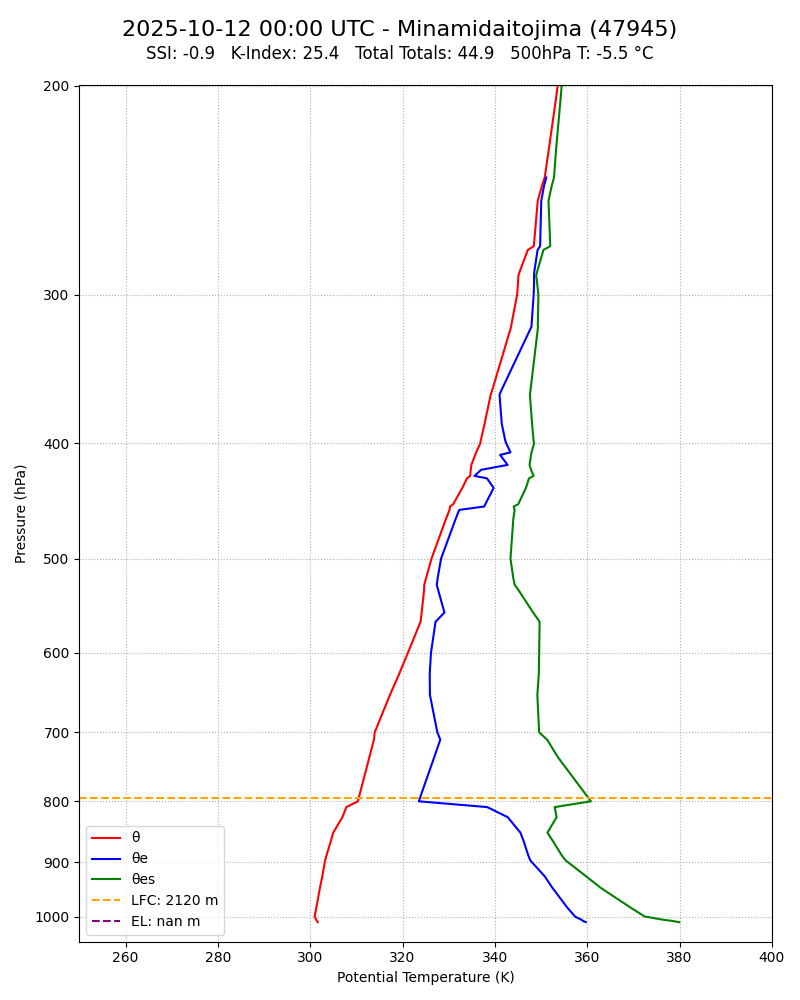 2025-10-12 00:00 UTC - Minamidaitojima (47945)
SSI: -0.9   K-Index: 25.4   Total Totals: 44.9   500hPa T: -5.5 °C
Pressure (hPa)
200
300
400
500
600
700
800
900
1000
θ
θe
θes
LFC: 2120 m
EL: nan m
260 280 300 320 340 360 380 400
Potential Temperature (K)